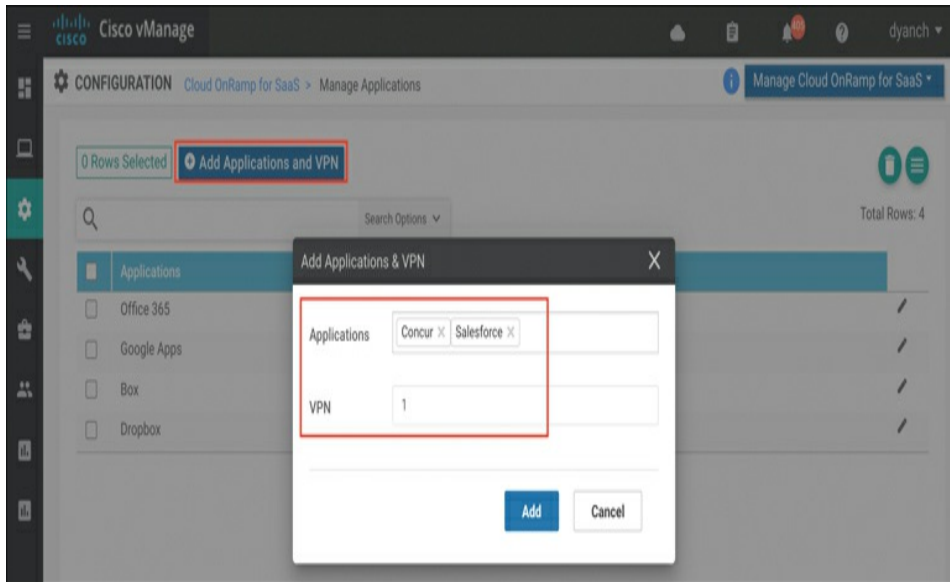 cisco Cisco vManage dyanch
CONFIGURATION Cloud OnRamp for SaaS > Manage Applications Manage Cloud OnRamp for SaaS
0 Rows Selected Add Applications and VPN
Search Options Total Rows: 4
Applications
Office 365
Google Apps
Box
Dropbox
Add Applications & VPN X
Applications Concur × Salesforce ×
VPN 1
Add Cancel